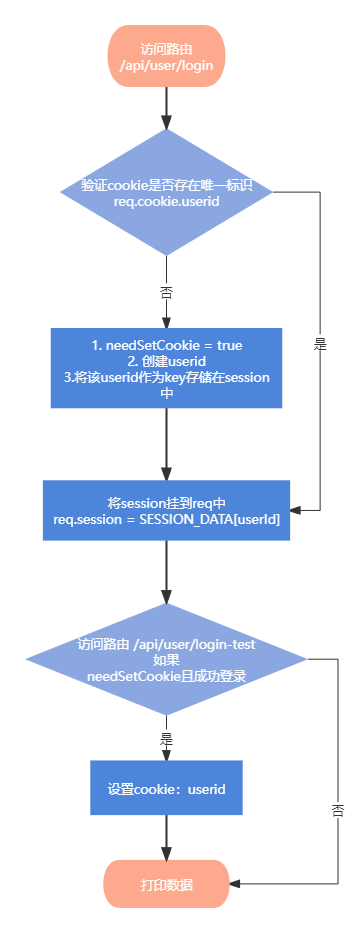 访问路由
/api/user/login
验证cookie是否存在唯一标识
req.cookie.userid
否
是
1. needSetCookie = true
2. 创建userid
3.将该userid作为key存储在session
中
将session挂到req中
req.session = SESSION_DATA[userId]
访问路由 /api/user/login-test
如果
needSetCookie且成功登录
是
否
设置cookie：userid
打印数据